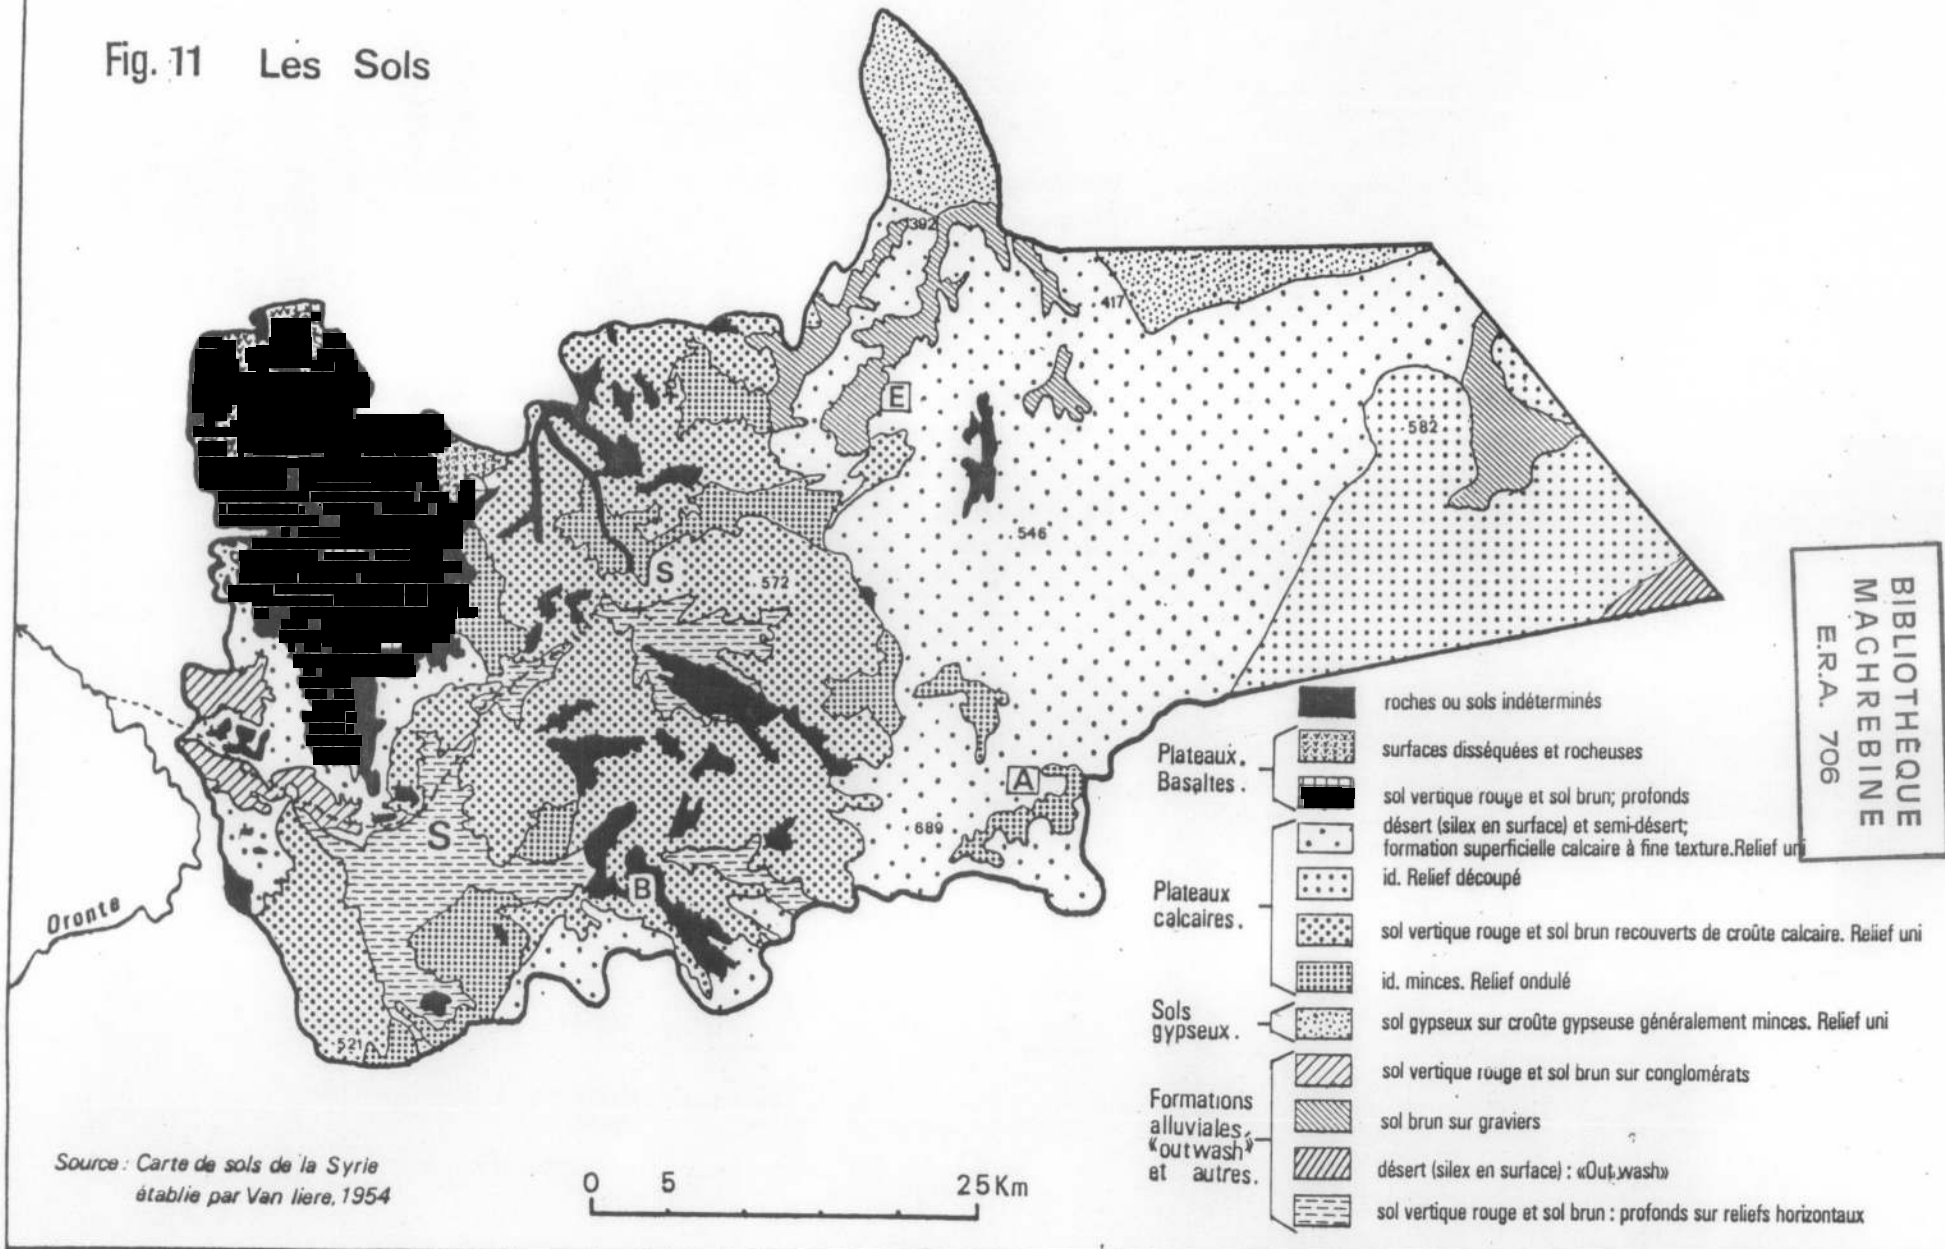 Fig. 11 Les Sols
392
417
E
582
546
S
572
A
689
S
B
521
Oronte
roches ou sols indéterminés
Plateaux.
Basaltes.
surfaces disséquées et rocheuses
sol vertique rouge et sol brun; profonds
Plateaux
calcaires.
désert (silex en surface) et semi-désert;
formation superficielle calcaire à fine texture.Relief uni
id. Relief découpé
sol vertique rouge et sol brun recouverts de croûte calcaire. Relief uni
id. minces. Relief ondulé
Sols
gypseux.
sol gypseux sur croûte gypseuse généralement minces. Relief uni
Formations
alluviales,
«outwash»
et autres.
sol vertique rouge et sol brun sur conglomérats
sol brun sur graviers
désert (silex en surface) : «Out wash»
sol vertique rouge et sol brun : profonds sur reliefs horizontaux
Source : Carte de sols de la Syrie
établie par Van liere, 1954
0 5 25 Km
BIBLIOTHÈQUE
MAGHREBINE
E.R.A. 706